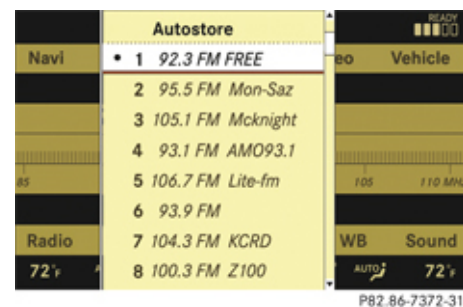 Autostore
READY
Navi
eo
Vehicle
• 1 92.3 FM FREE
2 95.5 FM Mon-Saz
3 105.1 FM Mcknight
4 93.1 FM AMO93.1
5 106.7 FM Lite-fm
85
105
110 MHz
6 93.9 FM
Radio
7 104.3 FM KCRD
WB
Sound
72°F
8 100.3 FM Z100
AUTO
72°F
P82.86-7372-31